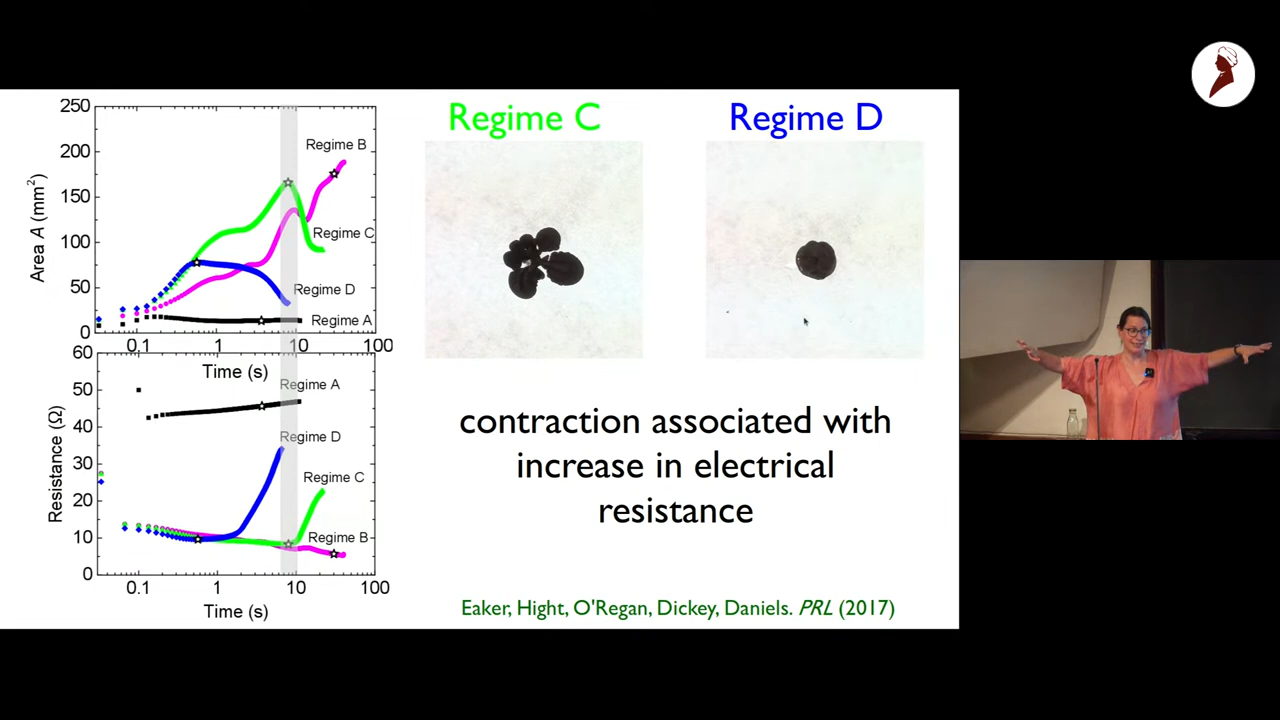 Regime C
Regime D
250
200
150
100
50
0
Area A (mm²)
Regime B
Regime C
Regime D
Regime A
0.1
1
10
100
Time (s)
60
50
40
30
20
10
0
Resistance (Ω)
Regime A
Regime D
Regime C
Regime B
0.1
1
10
100
Time (s)
contraction associated with
increase in electrical
resistance
Eaker, Hight, O'Regan, Dickey, Daniels. PRL (2017)